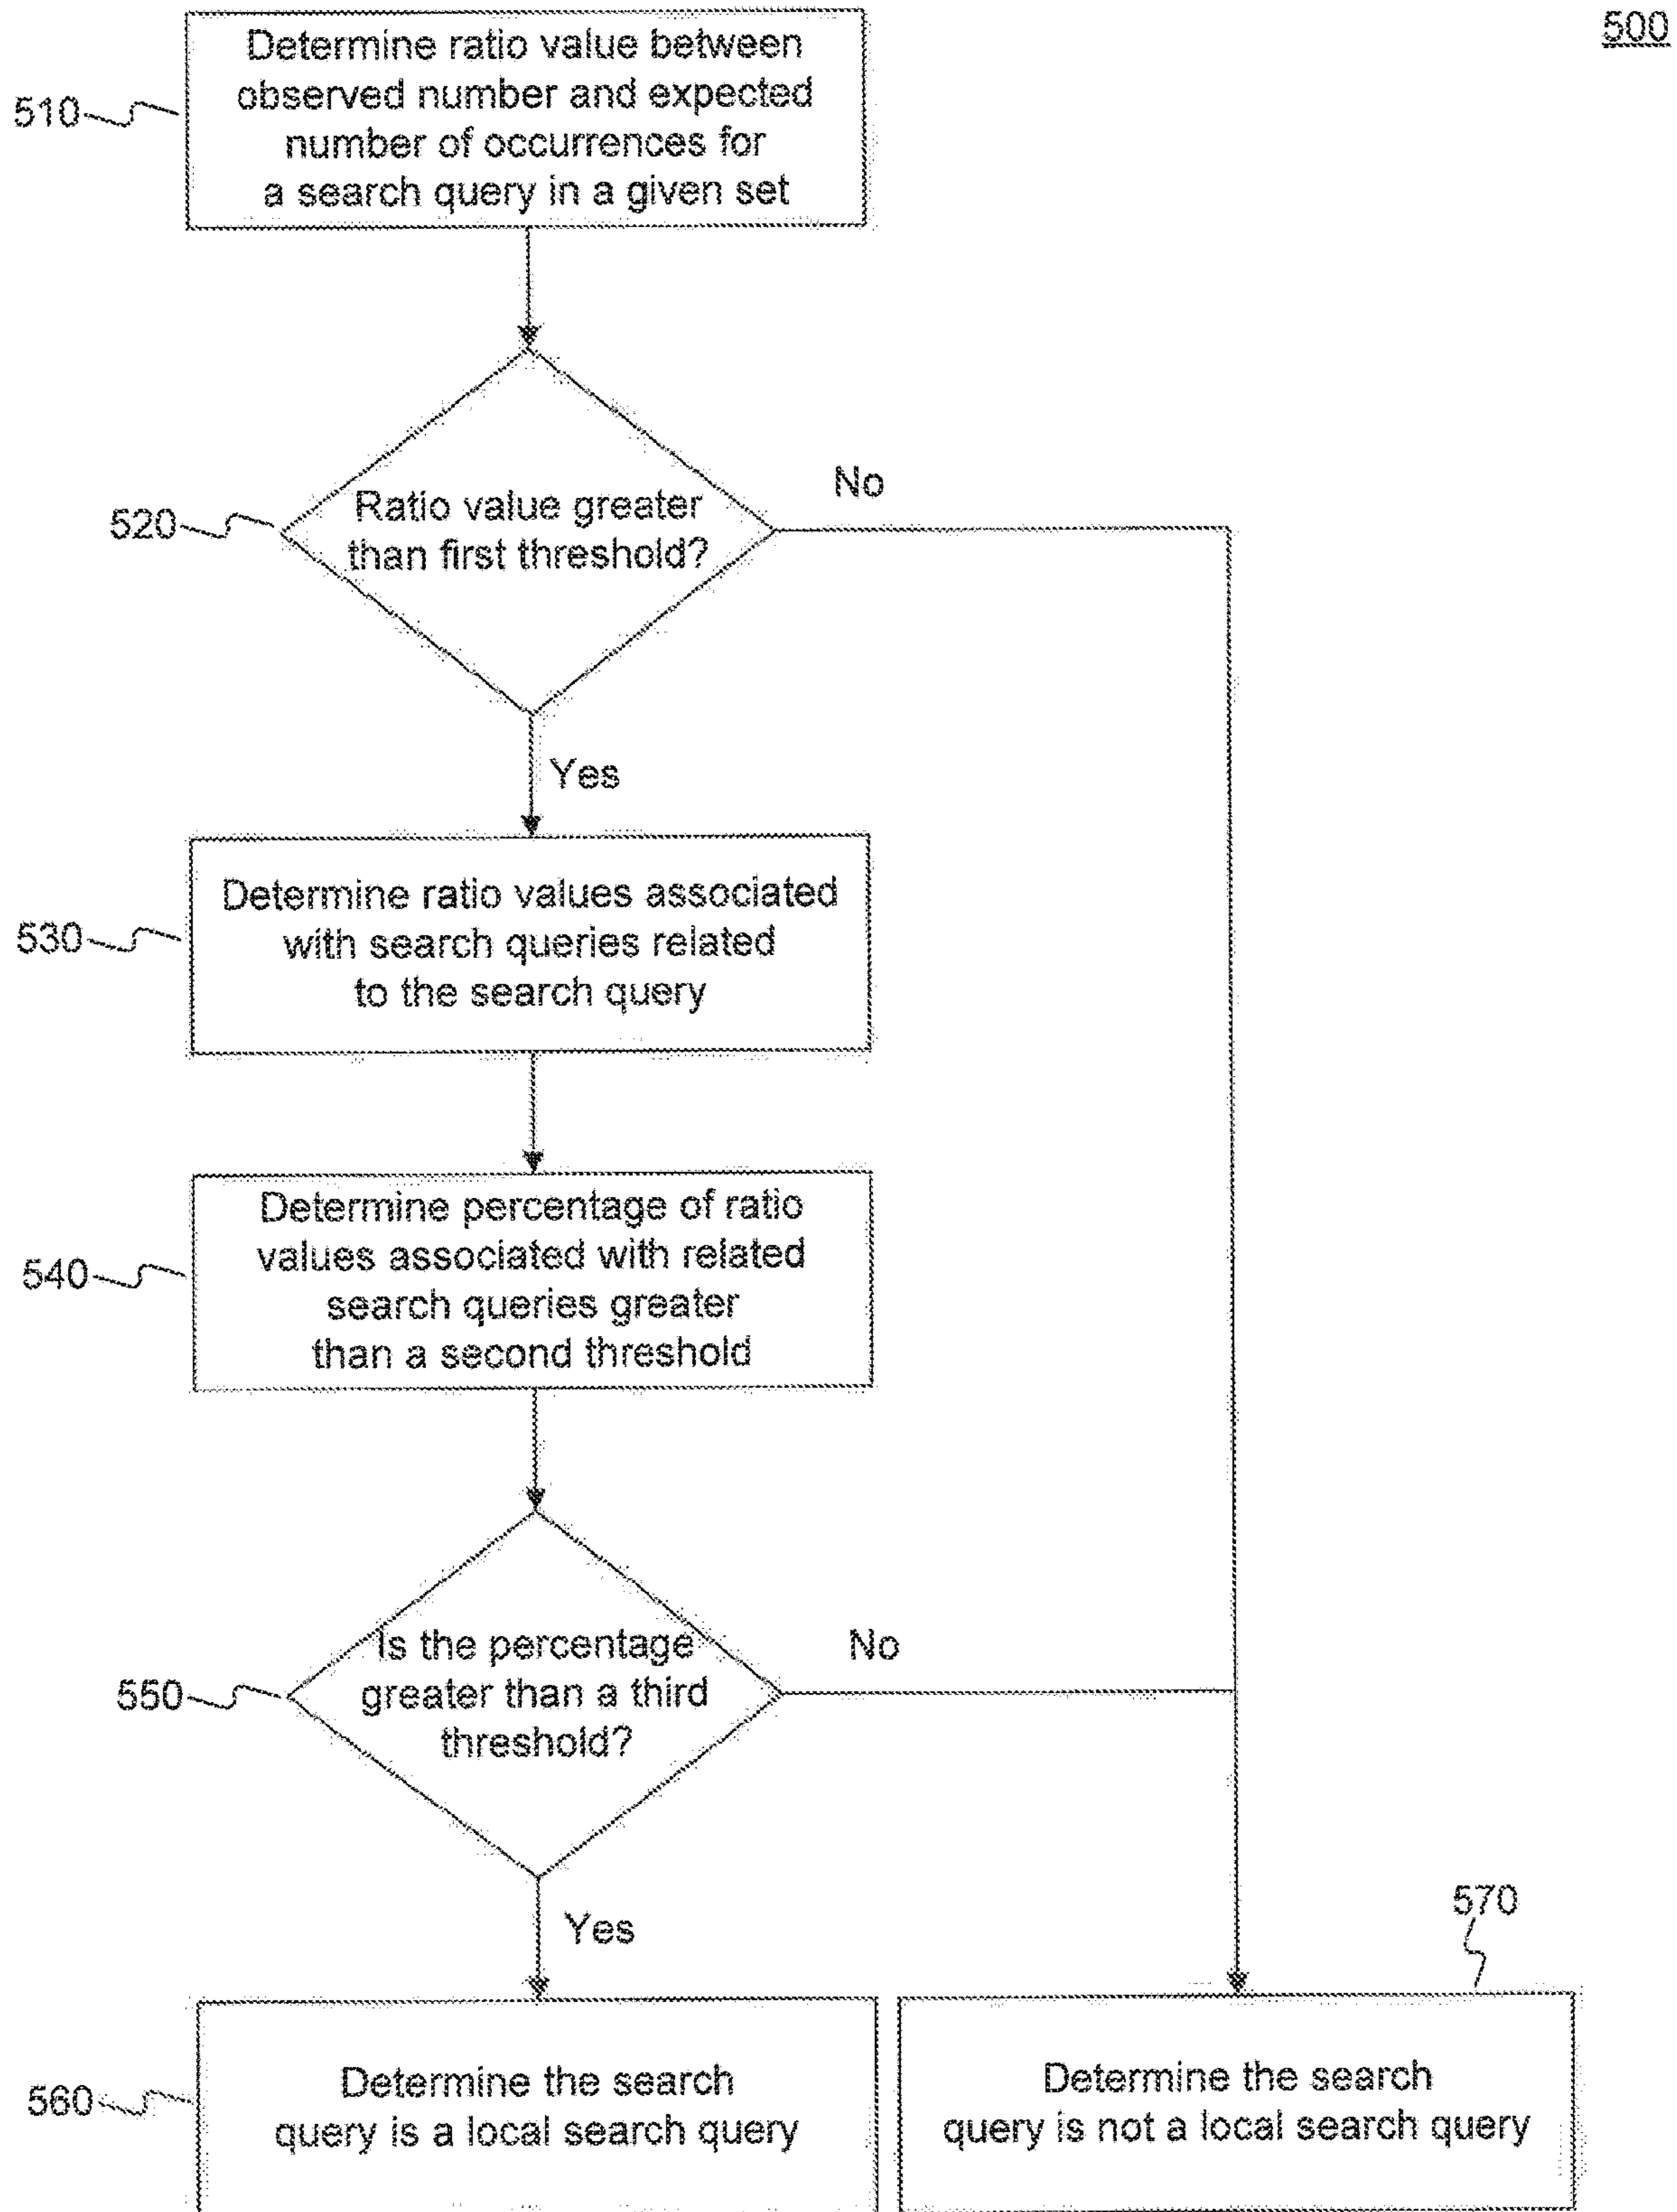 500
Determine ratio value between
observed number and expected
number of occurrences for
a search query in a given set
510
No
520
Ratio value greater
than first threshold?
Yes
530
Determine ratio values associated
with search queries related
to the search query
540
Determine percentage of ratio
values associated with related
search queries greater
than a second threshold
No
550
Is the percentage
greater than a third
threshold?
Yes
570
560
Determine the search
query is a local search query
Determine the search
query is not a local search query